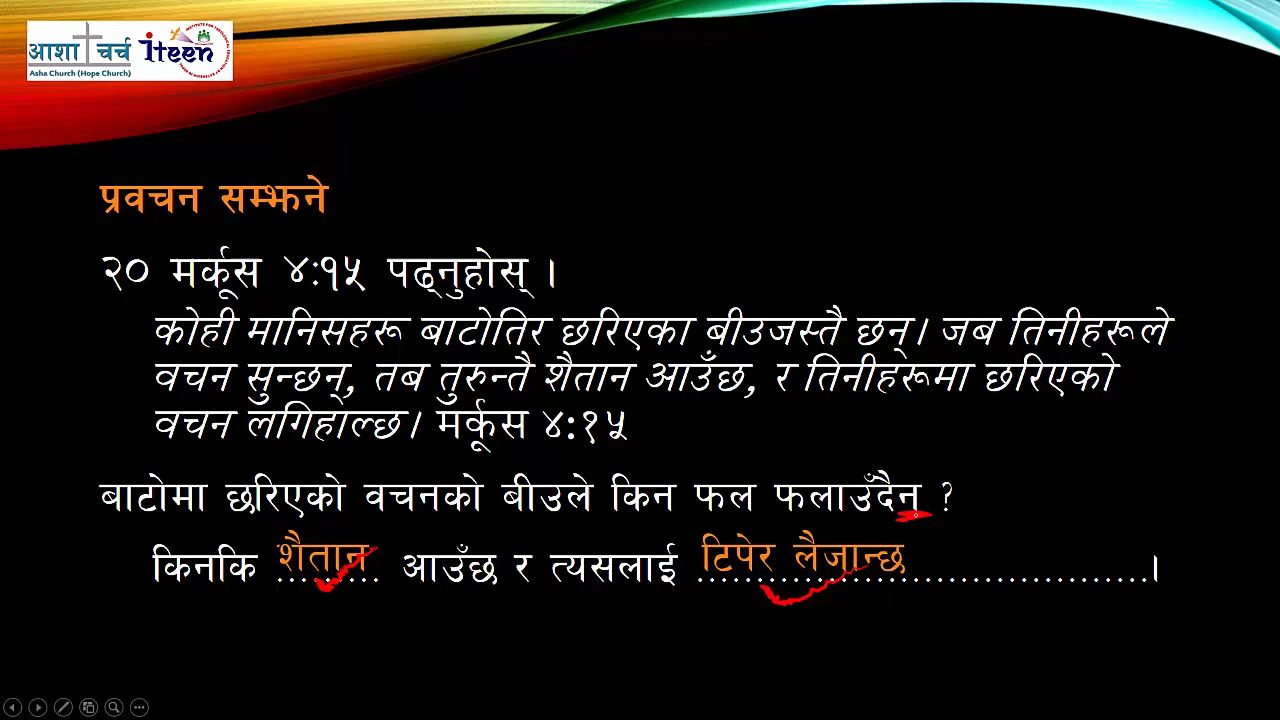 आशा चर्च
Asha Church (Hope Church)
iteen
प्रवचन सम्झने
२० मर्कूस ४:१५ पढ्नुहोस् ।
कोही मानिसहरू बाटोतिर छरिएका बीउजस्तै छन्। जब तिनीहरूले
वचन सुन्छन्, तब तुरुन्तै शैतान आउँछ, र तिनीहरूमा छरिएको
वचन लगिहाल्छ। मर्कूस ४:१५
बाटोमा छरिएको वचनको बीउले किन फल फलाउँदैन ?
किनकि शैतान आउँछ र त्यसलाई टिपेर लैजान्छ ।